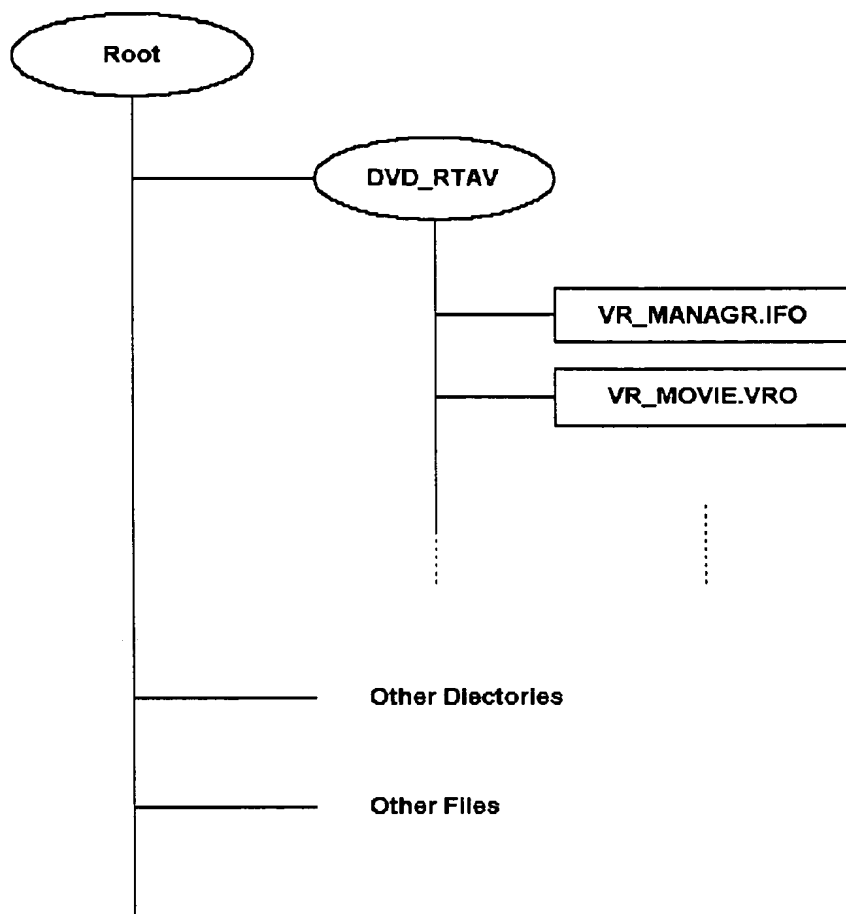 Root
DVD_RTAV
VR_MANAGR.IFO
VR_MOVIE.VRO
Other Diectories
Other Files